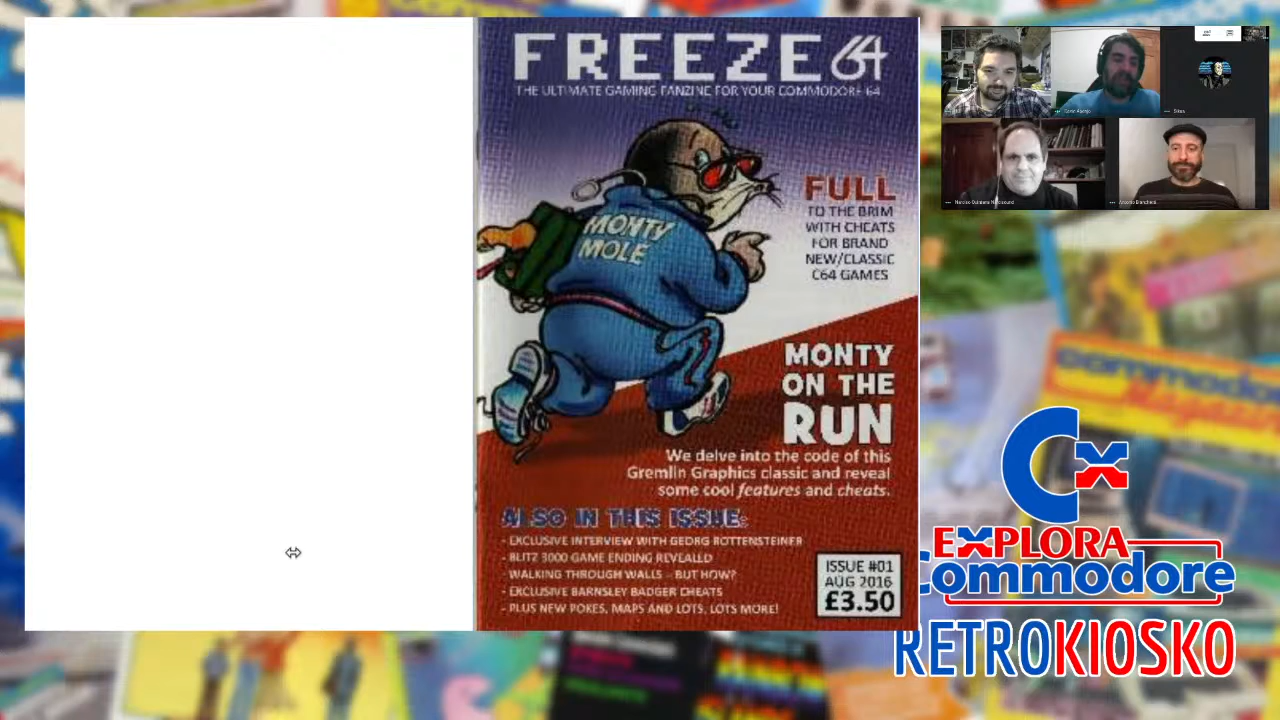 FREEZE64
THE ULTIMATE GAMING FANZINE FOR YOUR COMMODORE 64
MONTY
MOLE
FULL
TO THE BRIM
WITH CHEATS
FOR BRAND
NEW/CLASSIC
C64 GAMES
MONTY
ON THE
RUN
We delve into the code of this
Gremlin Graphics classic and reveal
some cool features and cheats.
ALSO IN THIS ISSUE:
- EXCLUSIVE INTERVIEW WITH GEORG ROTTENSTEINER
- BLITZ 3000 GAME ENDING REVEALED
- WALKING THROUGH WALLS - BUT HOW?
- EXCLUSIVE BARNSLEY BADGER CHEATS
- PLUS NEW POKES, MAPS AND LOTS, LOTS MORE!
ISSUE #01
AUG 2016
£3.50
EXPLORA
Commodore
RETROKIOSKO